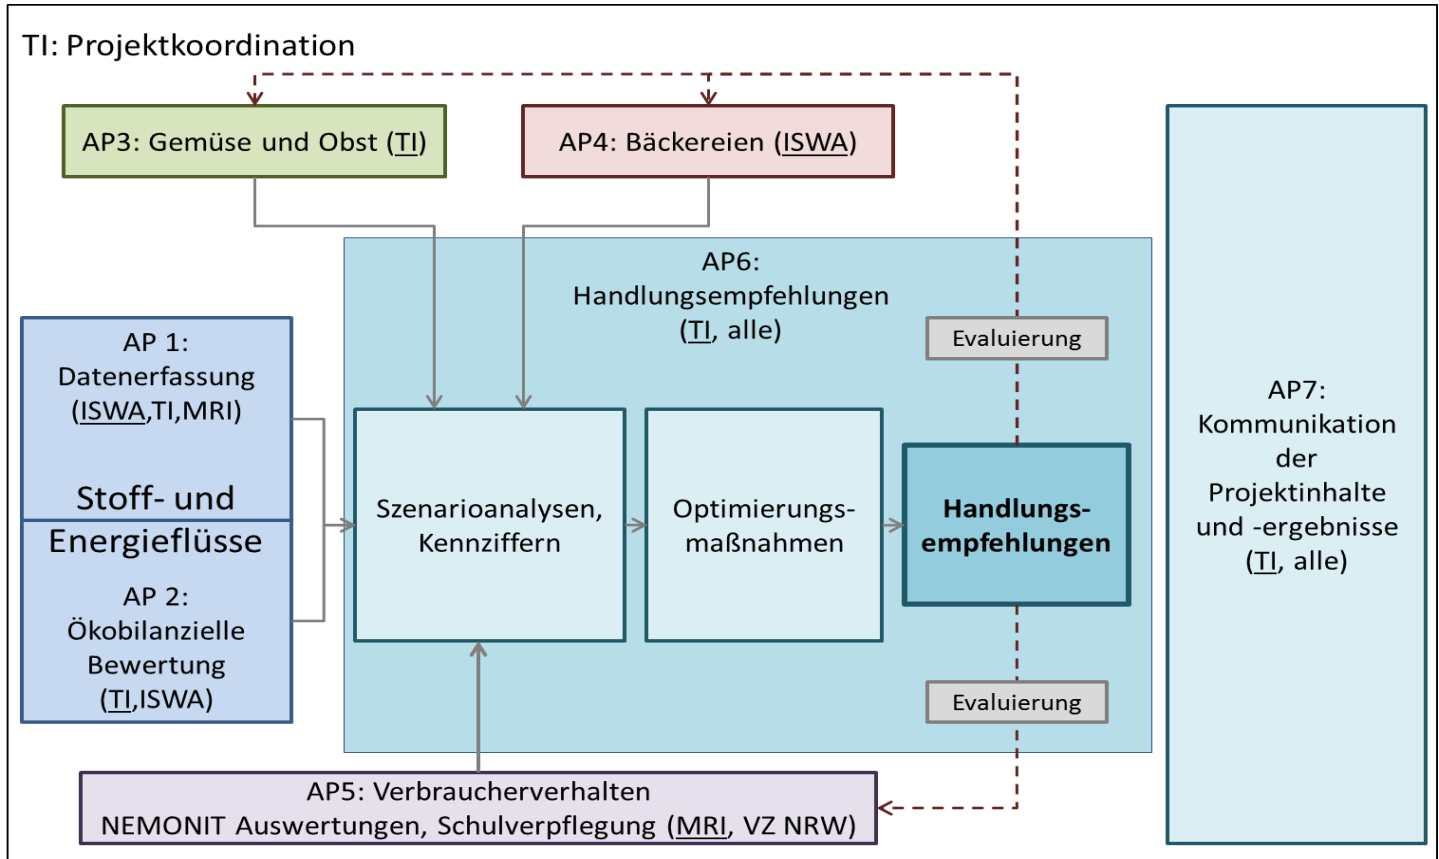 TI: Projektkoordination
AP3: Gemüse und Obst (TI)
AP4: Bäckereien (ISWA)
AP6:
Handlungsempfehlungen
(TI, alle)
Evaluierung
AP 1:
Datenerfassung
(ISWA,TI,MRI)
Stoff- und
Energieflüsse
AP 2:
Ökobilanzielle
Bewertung
(TI,ISWA)
Szenarioanalysen,
Kennziffern
Optimierungs-
maßnahmen
Handlungs-
empfehlungen
Evaluierung
AP5: Verbraucherverhalten
NEMONIT Auswertungen, Schulverpflegung (MRI, VZ NRW)
AP7:
Kommunikation
der
Projektinhalte
und -ergebnisse
(TI, alle)